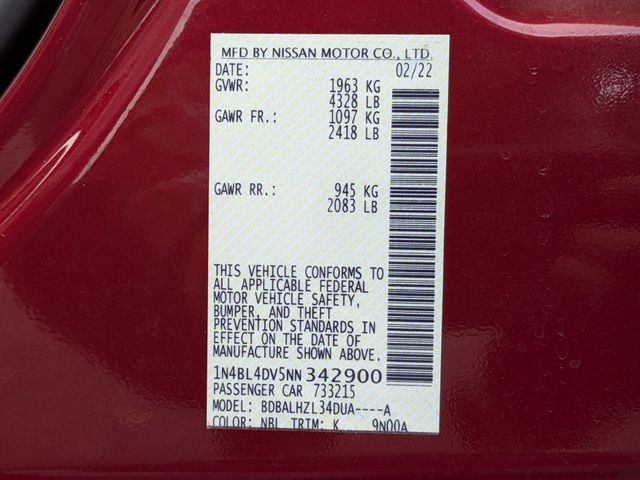 MFD BY NISSAN MOTOR CO., LTD.
DATE: 02/22
GVWR: 1963 KG
4328 LB
GAWR FR.: 1097 KG
2418 LB
GAWR RR.: 945 KG
2083 LB
THIS VEHICLE CONFORMS TO
ALL APPLICABLE FEDERAL
MOTOR VEHICLE SAFETY,
BUMPER, AND THEFT
PREVENTION STANDARDS IN
EFFECT ON THE DATE OF
MANUFACTURE SHOWN ABOVE.
1N4BL4DV5NN 342900
PASSENGER CAR 733215
MODEL: BDBALHZL34DUA----A
COLOR: NBL TRIM: K 9N00A